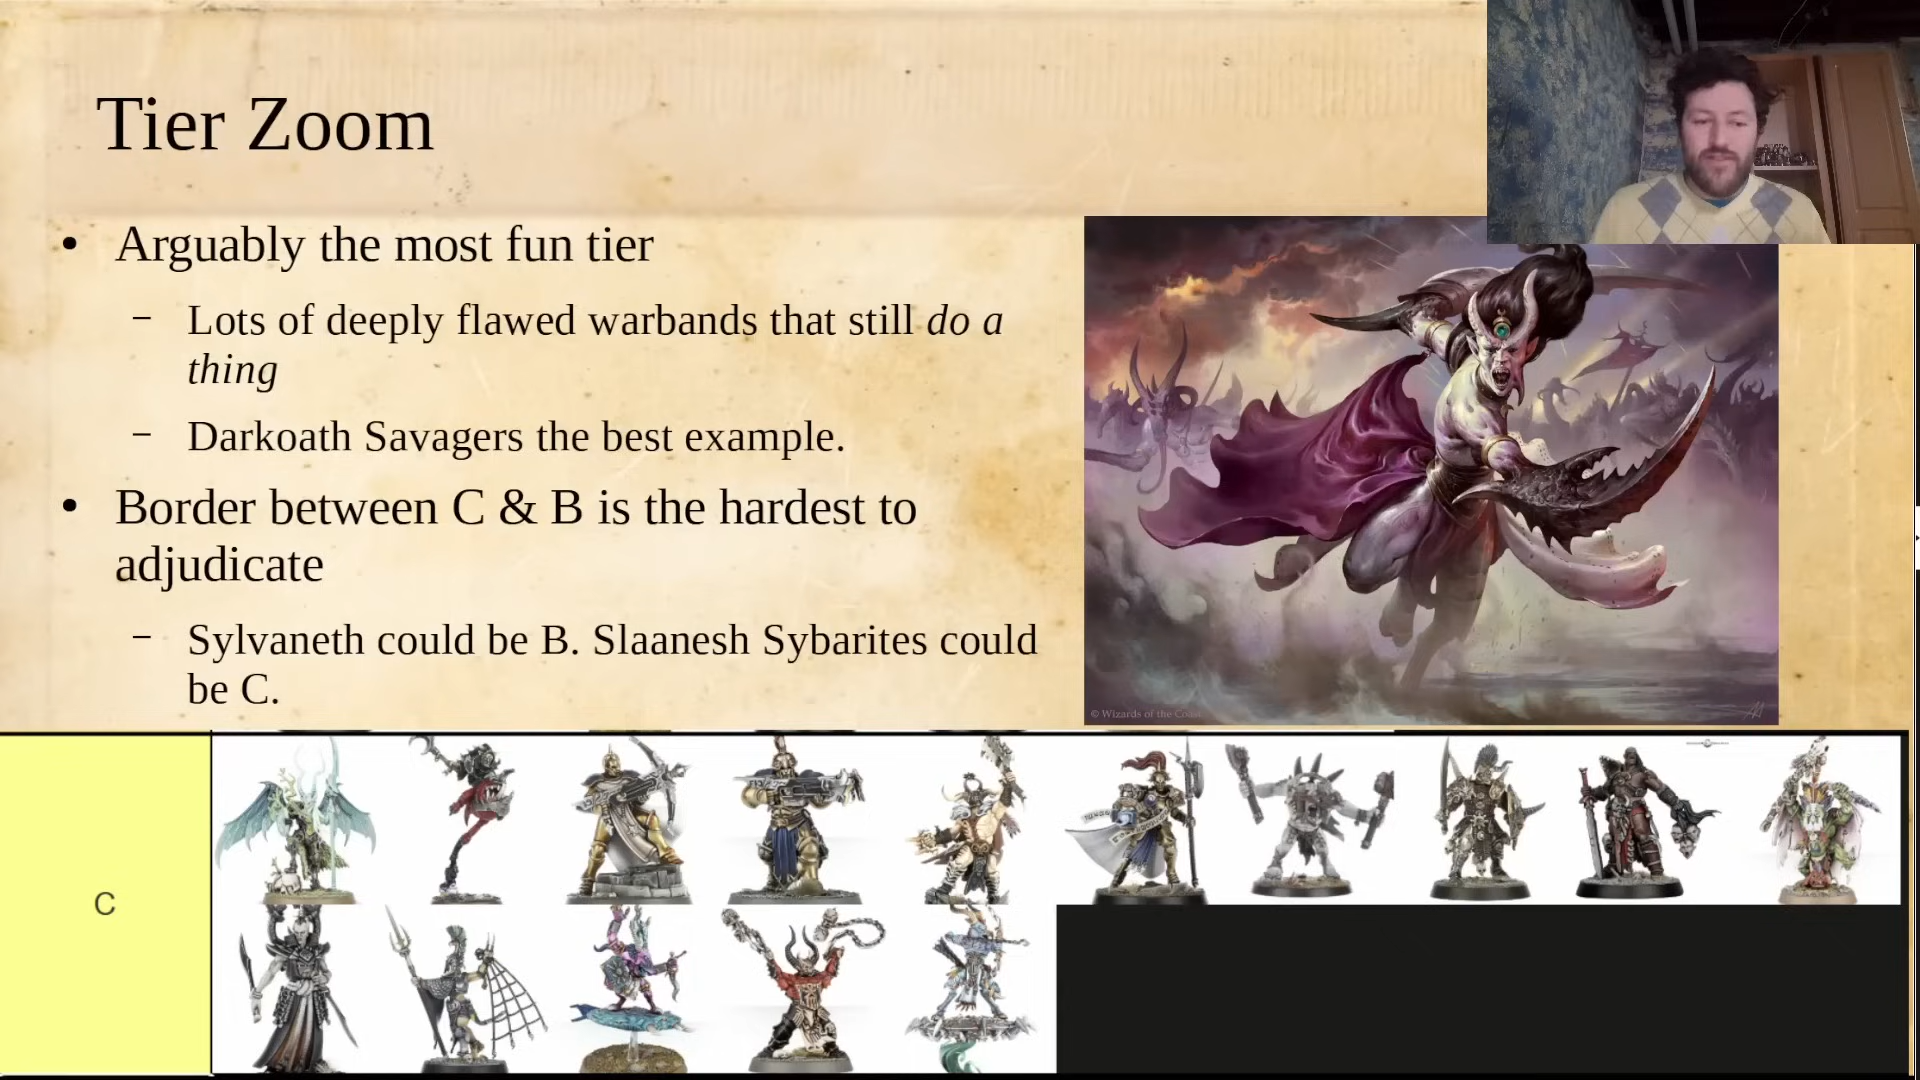 Tier Zoom
• Arguably the most fun tier
– Lots of deeply flawed warbands that still do a
thing
– Darkoath Savagers the best example.
• Border between C & B is the hardest to
adjudicate
– Sylvaneth could be B. Slaanesh Sybarites could
be C.
© Wizards of the Coast
C